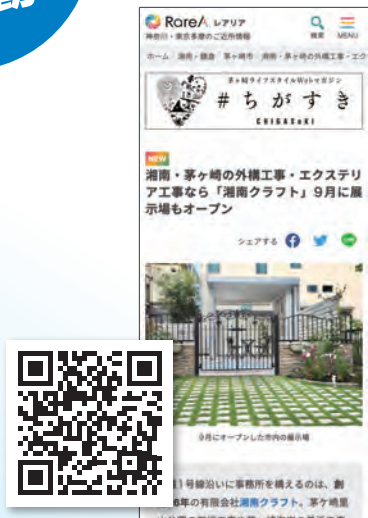 RareA レアリア
神奈川・東京多摩のご近所情報
検索 MENU
ホーム 湘南・鎌倉 茅ヶ崎市 湘南・茅ヶ崎の外構工事・エク
茅ヶ崎ライフスタイルWebマガジン
#ちがすき
CHIGASAKI
NEW
湘南・茅ヶ崎の外構工事・エクステリ
ア工事なら「湘南クラフト」9月に展
示場もオープン
シェアする
9月にオープンした市内の展示場
1号線沿いに事務所を構えるのは、創
6年の有限会社湘南クラフト。茅ケ崎里